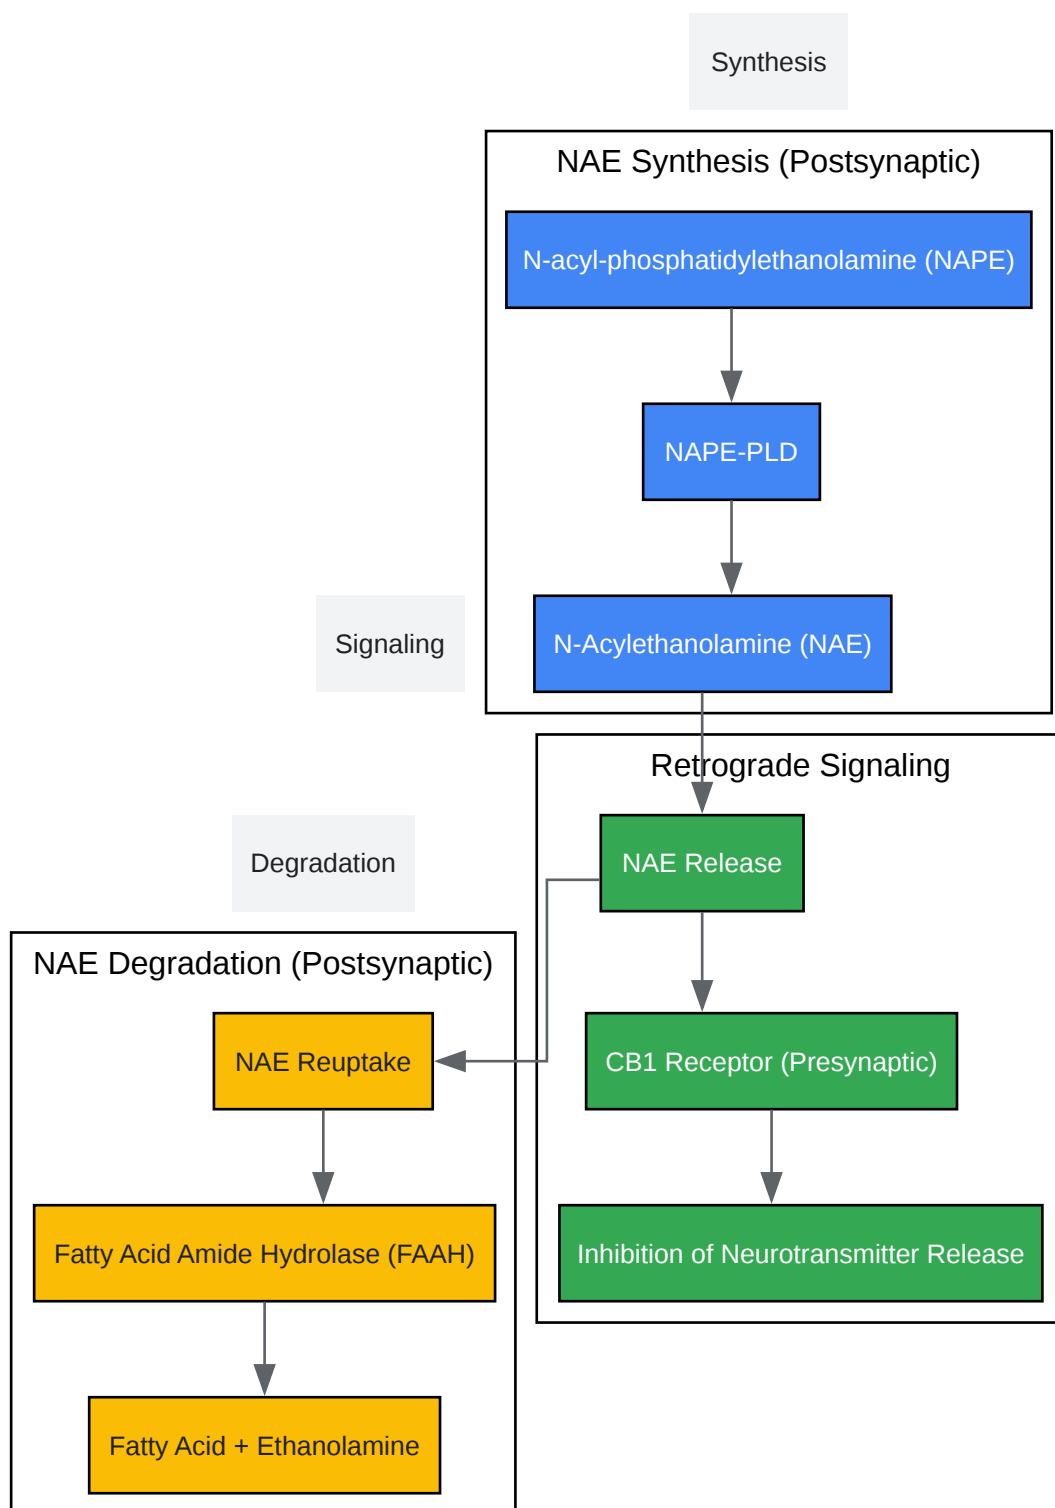 Synthesis
NAE Synthesis (Postsynaptic)
N-acyl-phosphatidylethanolamine (NAPE)
NAPE-PLD
Signaling
N-Acylethanolamine (NAE)
Retrograde Signaling
Degradation
NAE Release
NAE Degradation (Postsynaptic)
NAE Reuptake
CB1 Receptor (Presynaptic)
Fatty Acid Amide Hydrolase (FAAH)
Inhibition of Neurotransmitter Release
Fatty Acid + Ethanolamine